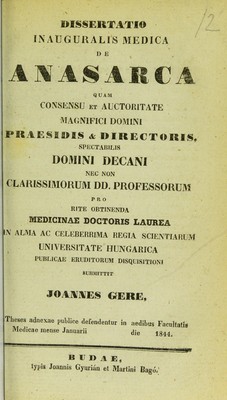 12
DISSERTATIO
INAUGURALIS MEDICA
DE
ANASARCA
QUAM
CONSENSU ET AUCTORITATE
MAGNIFICI DOMINI
PRAESIDIS & DIRECTORIS,
SPECTABILIS
DOMINI DECANI
NEC NON
CLARISSIMORUM DD. PROFESSORUM
PRO
RITE OBTINENDA
MEDICINAE DOCTORIS LAUREA
IN ALMA AC CELEBERRIMA REGIA SCIENTIARUM
UNIVERSITATE HUNGARICA
PUBLICAE ERUDITORUM DISQUISITIONI
SUBMITTIT
JOANNES GERE,
Theses adnexae publice defendentur in aedibus Facultatis
Medicae mense Januarii die 1844.
BUDAE,
typis Joannis Gyurián et Martini Bagó.